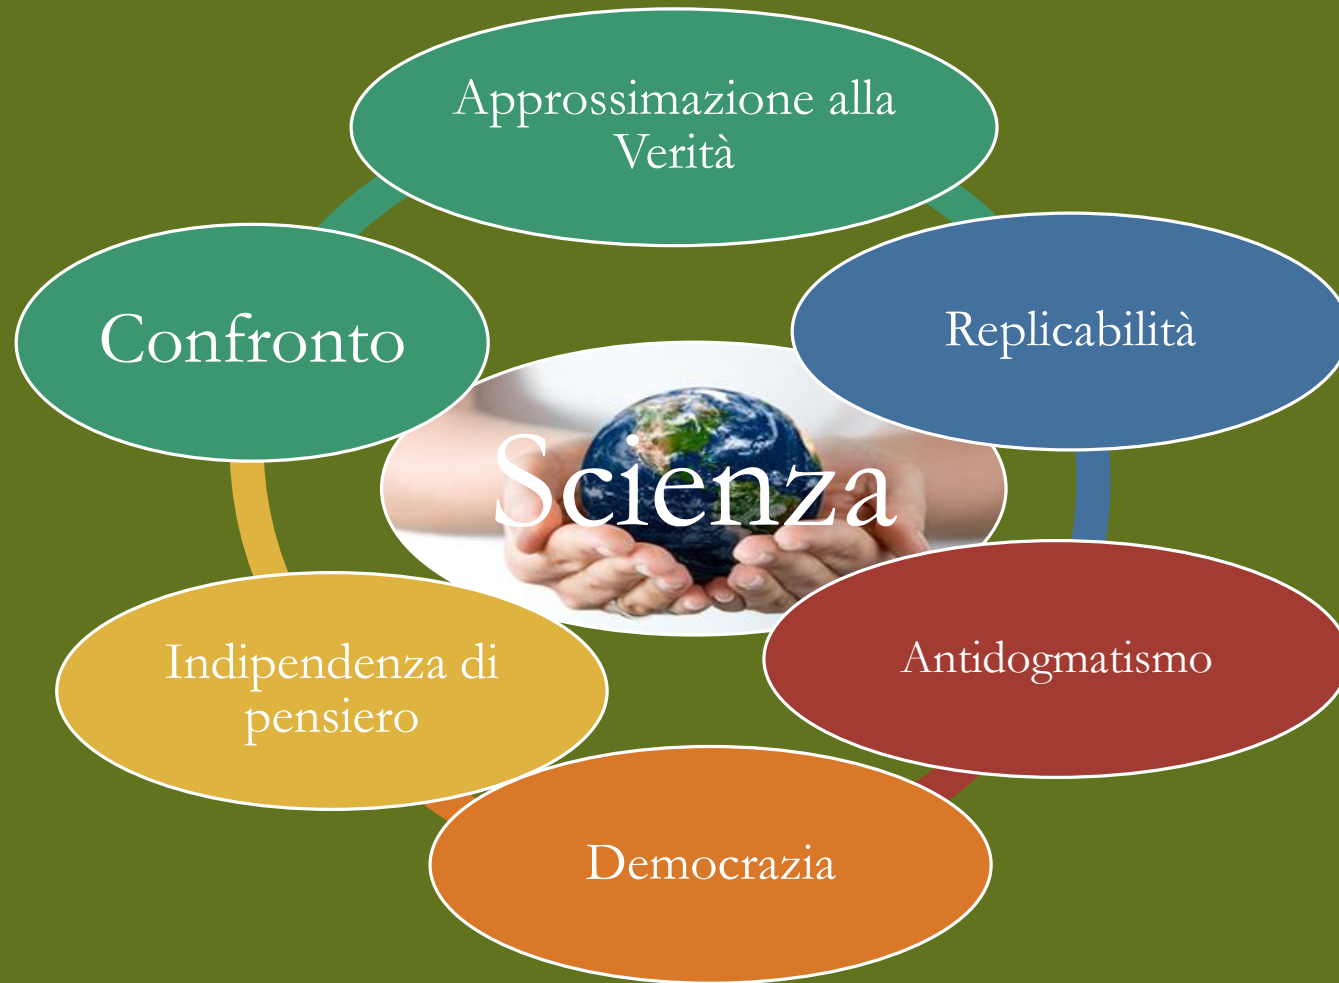 Approssimazione alla
Verità
Confronto
Replicabilità
Scienza
Indipendenza di
pensiero
Antidogmatismo
Democrazia